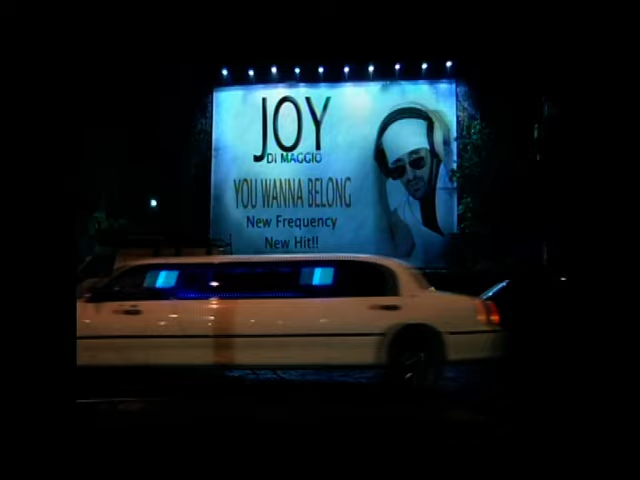 JOY
DI MAGGIO
YOU WANNA BELONG
New Frequency
New Hit!!